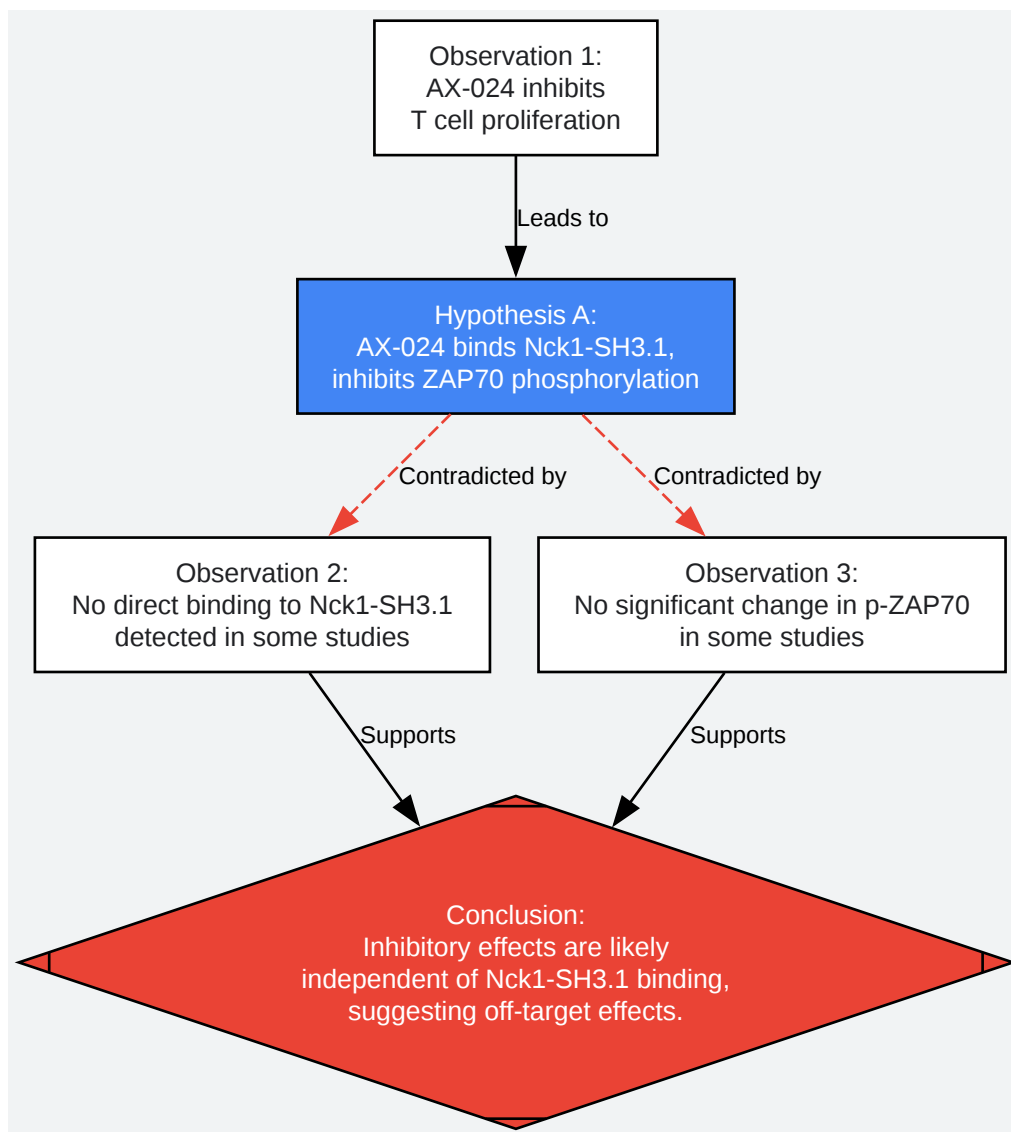 Observation 1:
AX-024 inhibits
T cell proliferation
Leads to
Hypothesis A:
AX-024 binds Nck1-SH3.1,
inhibits ZAP70 phosphorylation
Contradicted by
Contradicted by
Observation 2:
No direct binding to Nck1-SH3.1
detected in some studies
Observation 3:
No significant change in p-ZAP70
in some studies
Supports
Supports
Conclusion:
Inhibitory effects are likely
independent of Nck1-SH3.1 binding,
suggesting off-target effects.